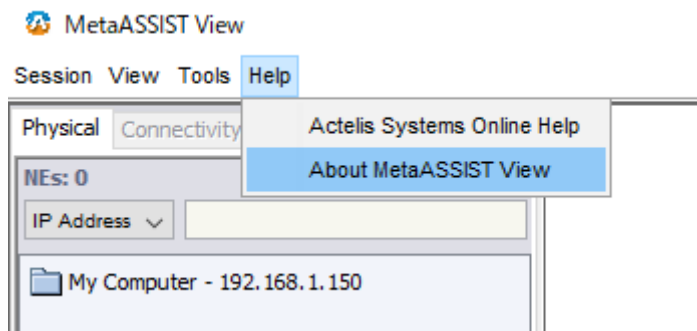 MetaASSIST View
Session View Tools Help
Actelis Systems Online Help
About MetaASSIST View
Physical Connectivity
NEs: 0
IP Address
My Computer - 192.168.1.150